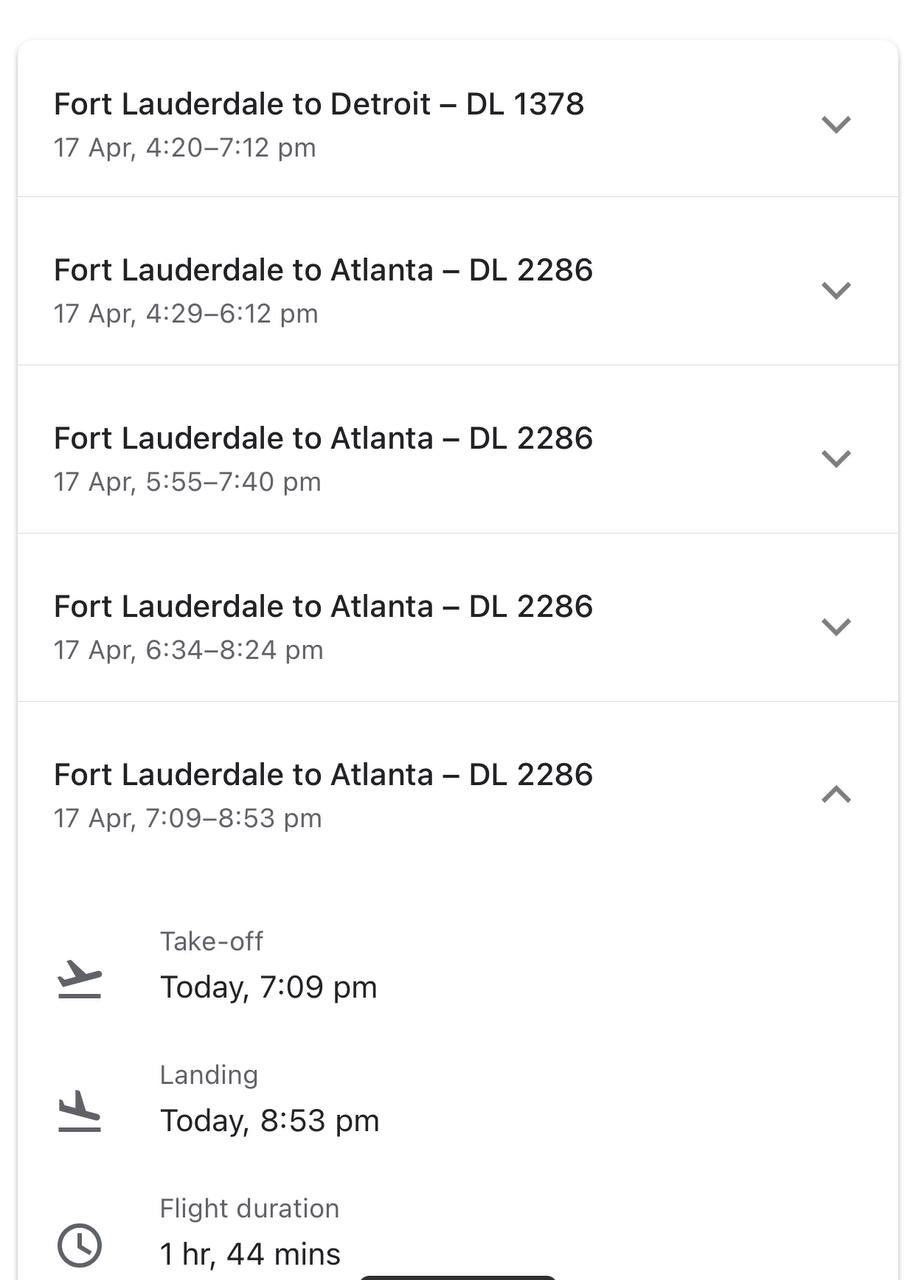 Fort Lauderdale to Detroit – DL 1378
17 Apr, 4:20–7:12 pm
Fort Lauderdale to Atlanta – DL 2286
17 Apr, 4:29–6:12 pm
Fort Lauderdale to Atlanta – DL 2286
17 Apr, 5:55–7:40 pm
Fort Lauderdale to Atlanta – DL 2286
17 Apr, 6:34–8:24 pm
Fort Lauderdale to Atlanta – DL 2286
17 Apr, 7:09–8:53 pm
Take-off
Today, 7:09 pm
Landing
Today, 8:53 pm
Flight duration
1 hr, 44 mins